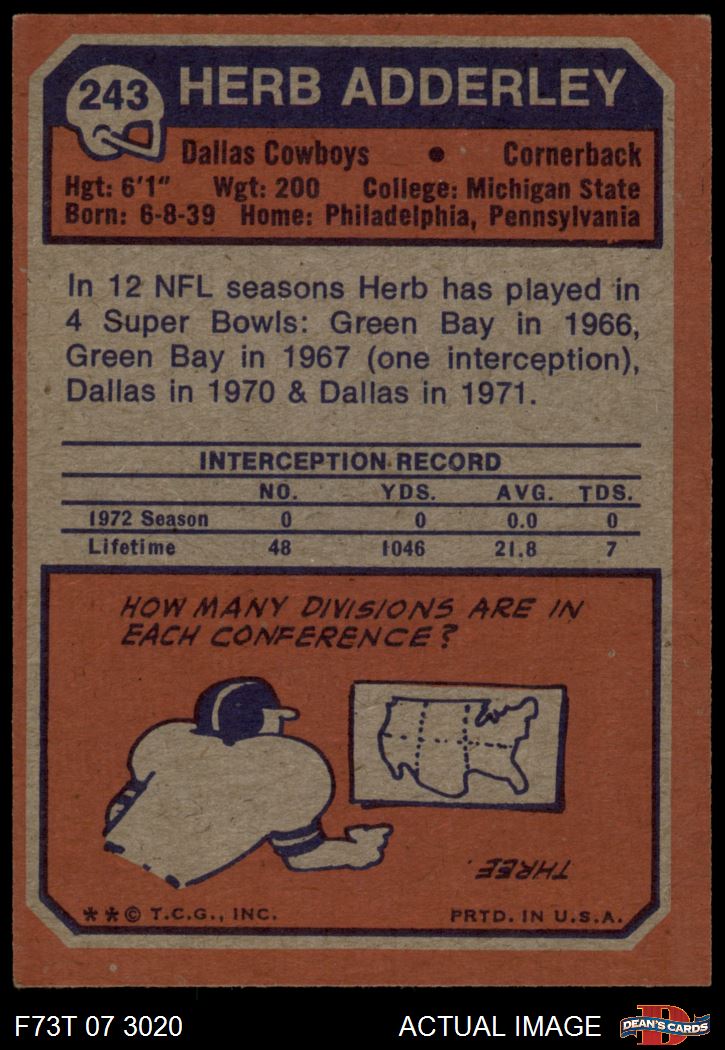 243 HERB ADDERLEY
Dallas Cowboys • Cornerback
Hgt: 6'1" Wgt: 200 College: Michigan State
Born: 6-8-39 Home: Philadelphia, Pennsylvania
In 12 NFL seasons Herb has played in
4 Super Bowls: Green Bay in 1966,
Green Bay in 1967 (one interception),
Dallas in 1970 & Dallas in 1971.
INTERCEPTION RECORD
NO. YDS. AVG. TDS.
1972 Season 0 0 0.0 0
Lifetime 48 1046 21.8 7
HOW MANY DIVISIONS ARE IN
EACH CONFERENCE?
THREE.
** © T.C.G., INC. PRTD. IN U.S.A.
F73T 07 3020 ACTUAL IMAGE D DEAN'S CARDS